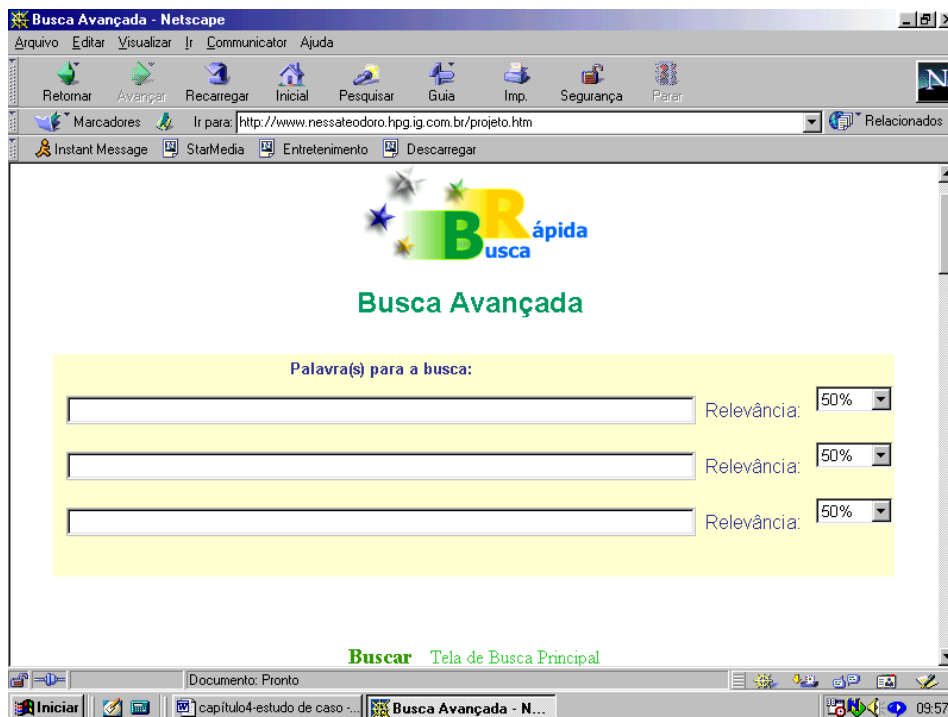 Busca Avançada - Netscape
Arquivo Editar Visualizar Ir Communicator Ajuda
Retornar Avançar Recarregar Inicial Pesquisar Guia Imp. Segurança Parar
N
Marcadores Ir para: http://www.nessateodoro.hpg.ig.com.br/projeto.htm Relacionados
Instant Message StarMedia Entretenimento Descarregar
Busca Rápida
Busca Avançada
Palavra(s) para a busca:
Relevância: 50%
Relevância: 50%
Relevância: 50%
Buscar Tela de Busca Principal
Documento: Pronto
Iniciar capítulo4-estudo de caso -... Busca Avançada - N... 09:57